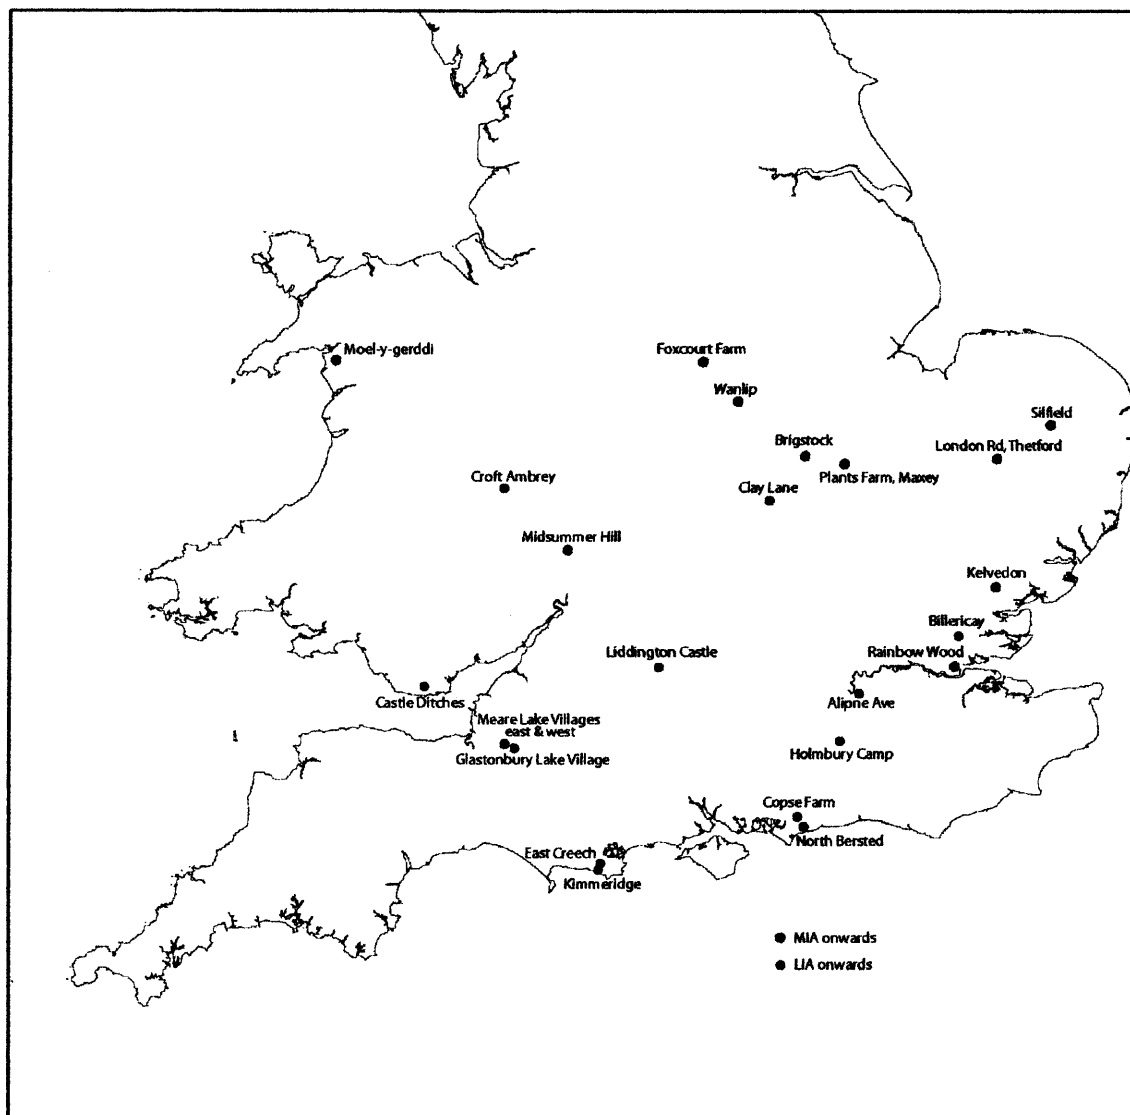 Moel-y-gerddi
Foxcourt Farm
Wanlip
Silfield
Brigstock
London Rd, Thetford
Plants Farm, Maxey
Croft Ambrey
Clay Lane
Midsummer Hill
Kelvedon
Billericay
Rainbow Wood
Liddington Castle
Castle Ditches
Alipne Ave
Meare Lake Villages
east & west
Glastonbury Lake Village
Holmbury Camp
Copse Farm
North Bersted
East Creech
Kimmeridge
MIA onwards
LIA onwards